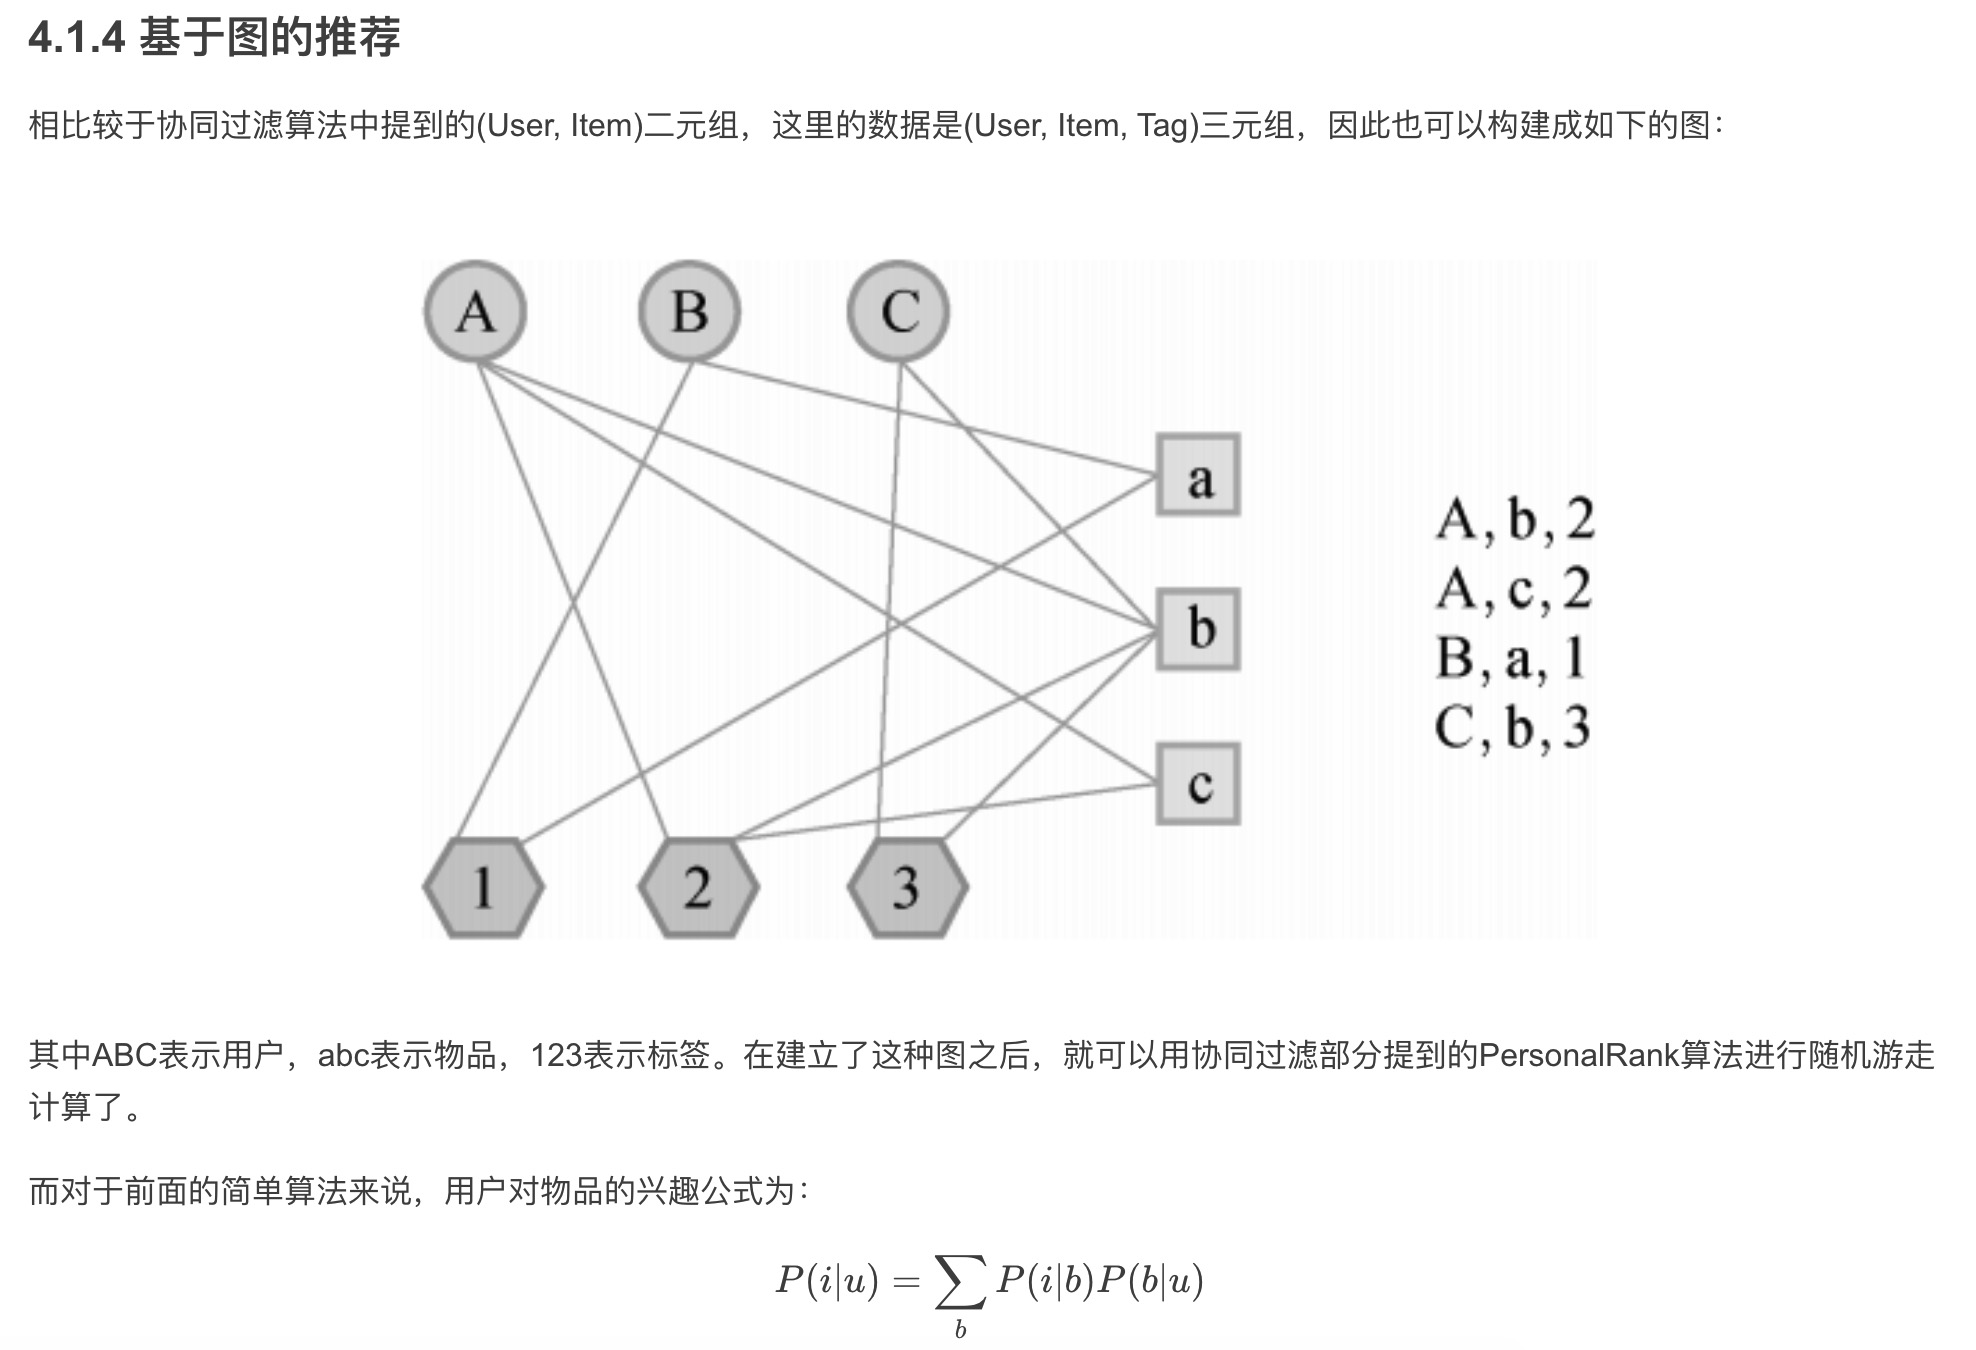 4.1.4 基于图的推荐
相比较于协同过滤算法中提到的(User, Item)二元组，这里的数据是(User, Item, Tag)三元组，因此也可以构建成如下的图：
A B C
a
b
c
1 2 3
A, b, 2
A, c, 2
B, a, 1
C, b, 3
其中ABC表示用户，abc表示物品，123表示标签。在建立了这种图之后，就可以用协同过滤部分提到的PersonalRank算法进行随机游走
计算了。
而对于前面的简单算法来说，用户对物品的兴趣公式为：
P(i|u) = ∑_b P(i|b)P(b|u)